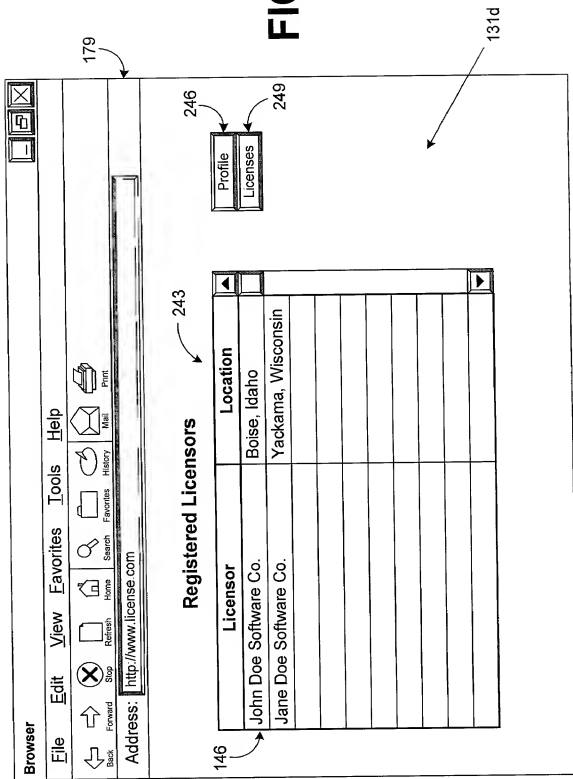 Browser
File Edit View Favorites Tools Help
Back Forward Stop Refresh Home Search Favorites History Mail Print
Address: http://www.license.com
179
Registered Licensors
243
Licensor Location
John Doe Software Co. Boise, Idaho
Jane Doe Software Co. Yackama, Wisconsin
146
Profile
246
Licenses
249
131d